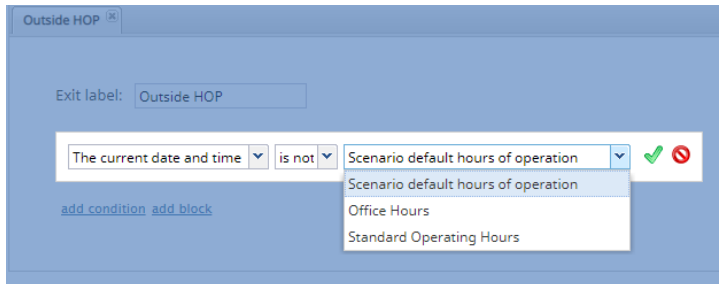 Outside HOP
Exit label: Outside HOP
The current date and time is not Scenario default hours of operation
Scenario default hours of operation
add condition add block
Office Hours
Standard Operating Hours